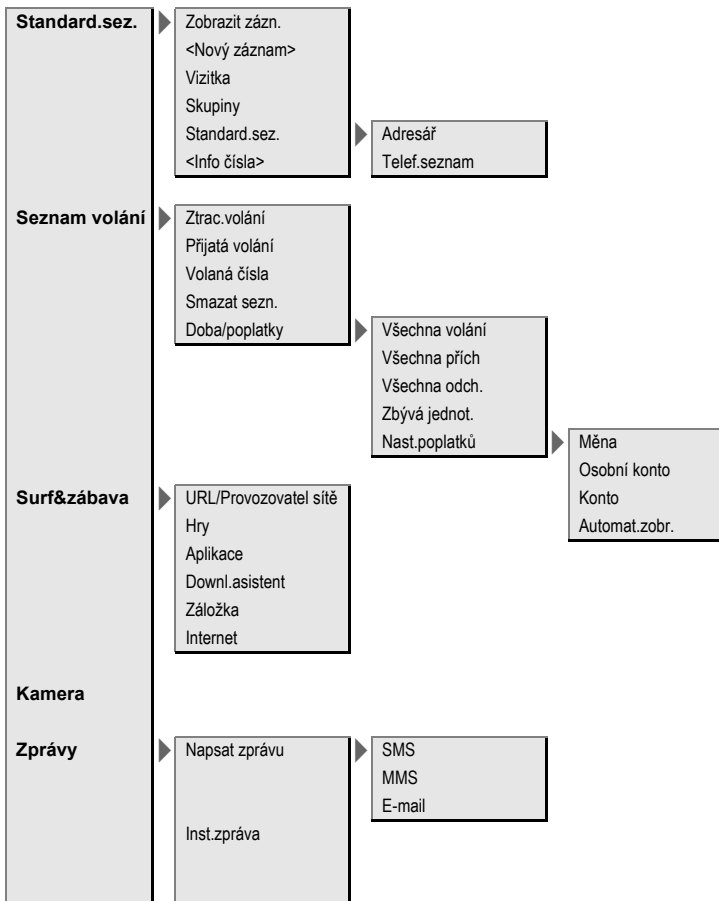 Standard.sez.
Zobrazit zázn.
<Nový záznam>
Vizitka
Skupiny
Standard.sez.
<Info čísla>
Adresář
Telef.seznam
Seznam volání
Ztrac.volání
Přijatá volání
Volaná čísla
Smazat sezn.
Doba/poplatky
Všechna volání
Všechna přích
Všechna odch.
Zbývá jednot.
Nast.poplatků
Měna
Osobní konto
Konto
Automat.zobr.
Surf&zábava
URL/Provozovatel sítě
Hry
Aplikace
Downl.asistent
Záložka
Internet
Kamera
Zprávy
Napsat zprávu
SMS
MMS
E-mail
Inst.zpráva